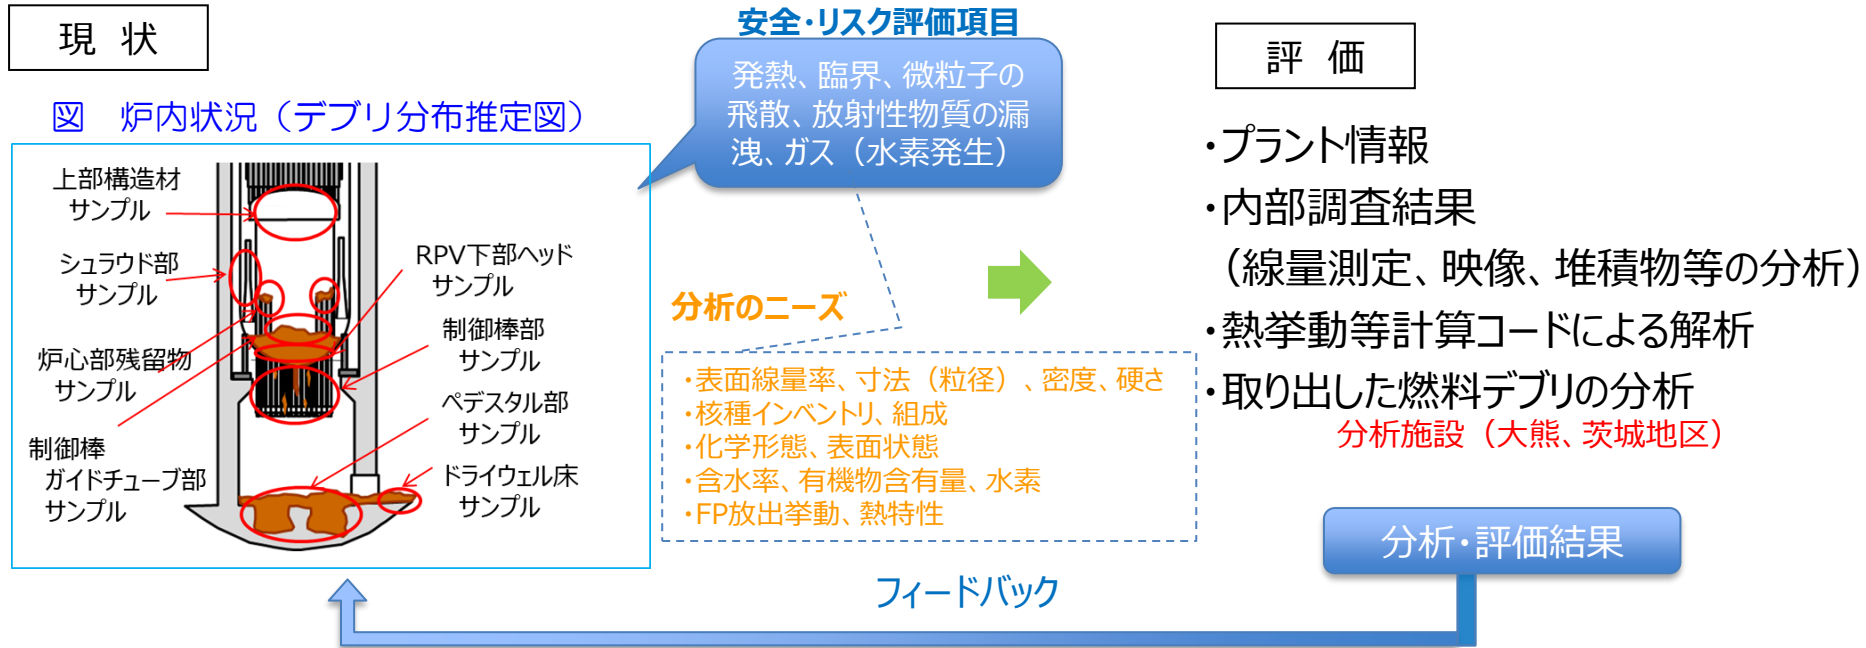 現 状
図 炉内状況（デブリ分布推定図）
上部構造材
サンプル
シュラウド部
サンプル
炉心部残留物
サンプル
制御棒
ガイドチューブ部
サンプル
RPV下部ヘッド
サンプル
制御棒部
サンプル
ペデスタル部
サンプル
ドライウェル床
サンプル
安全・リスク評価項目
発熱、臨界、微粒子の
飛散、放射性物質の漏
洩、ガス（水素発生）
分析のニーズ
・表面線量率、寸法（粒径）、密度、硬さ
・核種インベントリ、組成
・化学形態、表面状態
・含水率、有機物含有量、水素
・FP放出挙動、熱特性
評 価
・プラント情報
・内部調査結果
（線量測定、映像、堆積物等の分析）
・熱挙動等計算コードによる解析
・取り出した燃料デブリの分析
分析施設（大熊、茨城地区）
分析・評価結果
フィードバック